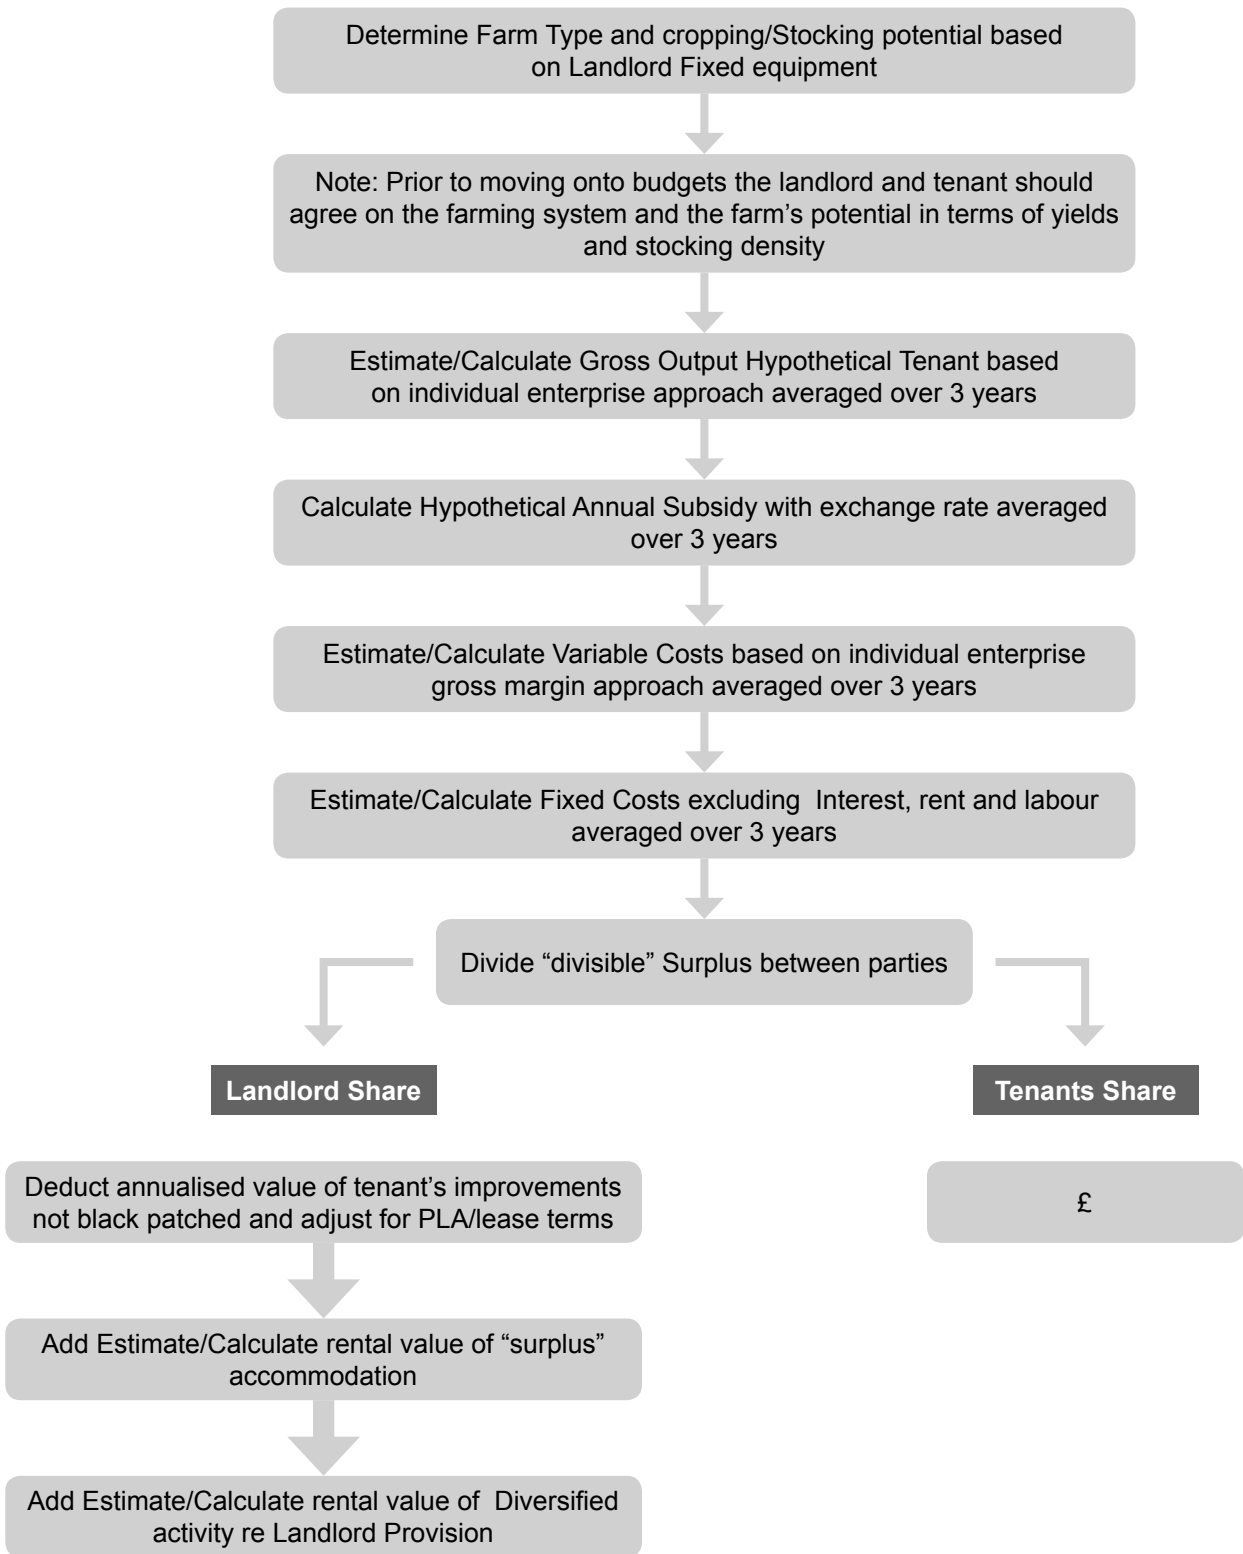 Determine Farm Type and cropping/Stocking potential based
on Landlord Fixed equipment
Note: Prior to moving onto budgets the landlord and tenant should
agree on the farming system and the farm’s potential in terms of yields
and stocking density
Estimate/Calculate Gross Output Hypothetical Tenant based
on individual enterprise approach averaged over 3 years
Calculate Hypothetical Annual Subsidy with exchange rate averaged
over 3 years
Estimate/Calculate Variable Costs based on individual enterprise
gross margin approach averaged over 3 years
Estimate/Calculate Fixed Costs excluding Interest, rent and labour
averaged over 3 years
Divide “divisible” Surplus between parties
Landlord Share
Tenants Share
Deduct annualised value of tenant’s improvements
not black patched and adjust for PLA/lease terms
£
Add Estimate/Calculate rental value of “surplus”
accommodation
Add Estimate/Calculate rental value of Diversified
activity re Landlord Provision